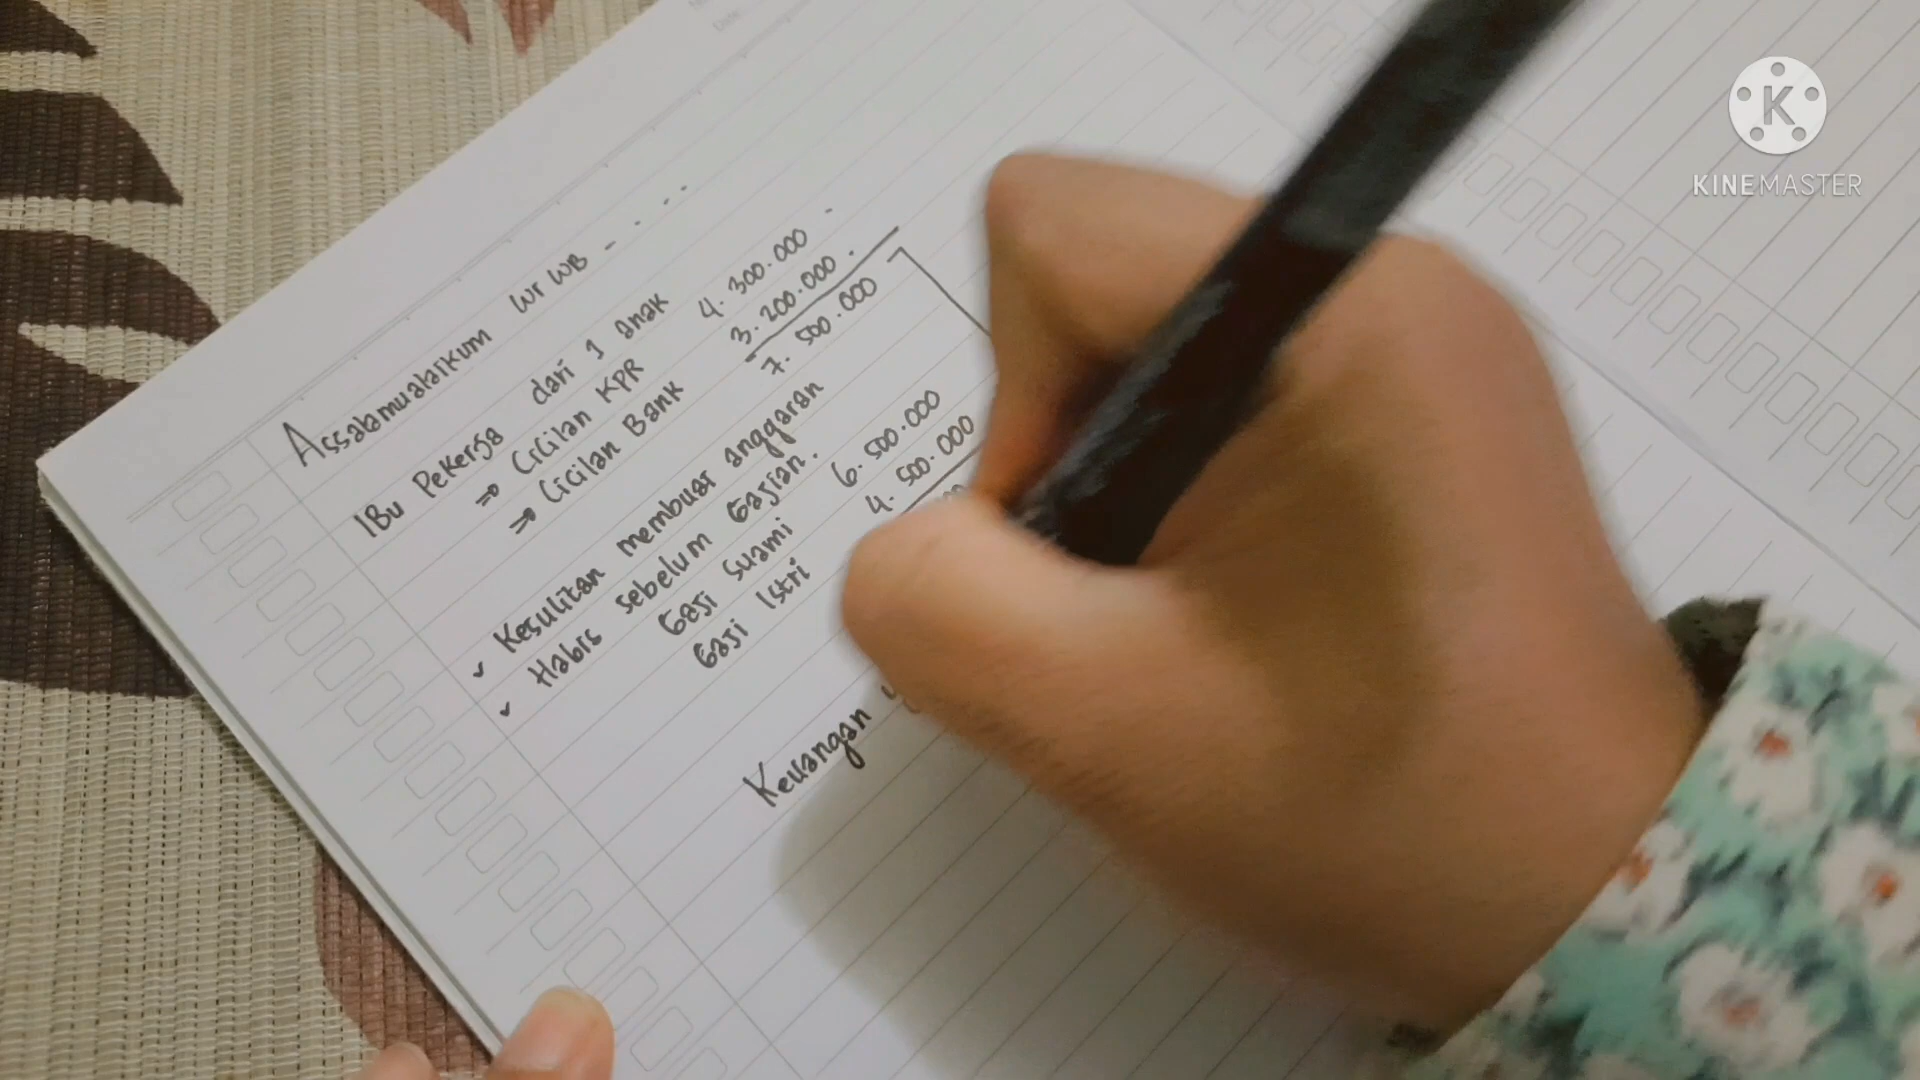 Assalamualaikum wr wB - . . . .
IBu Pekerja dari 1 anak
⇒ Cicilan KPR 4.300.000 -
⇒ Cicilan Bank 3.200.000.
7.500.000
✓ Kesulitan membuat anggaran
✓ Habis sebelum Gajian.
Gaji suami 6.500.000
Gaji Istri 4.500.000
Keuangan
K
KINEMASTER